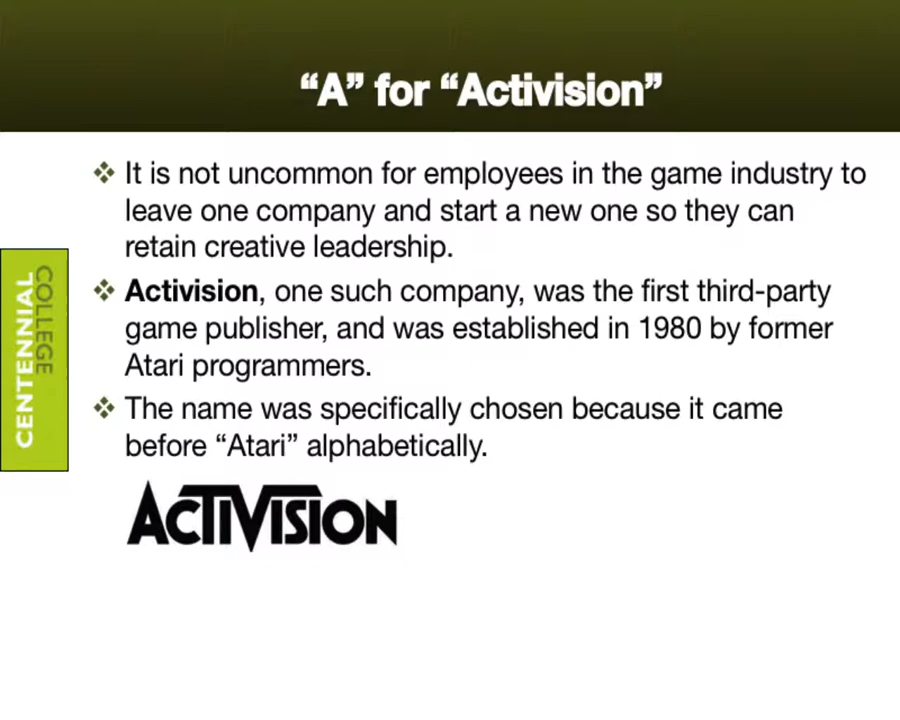 “A” for “Activision”
❖ It is not uncommon for employees in the game industry to
leave one company and start a new one so they can
retain creative leadership.
❖ Activision, one such company, was the first third-party
game publisher, and was established in 1980 by former
Atari programmers.
❖ The name was specifically chosen because it came
before “Atari” alphabetically.
ACTIVISION
CENTENNIAL
COLLEGE